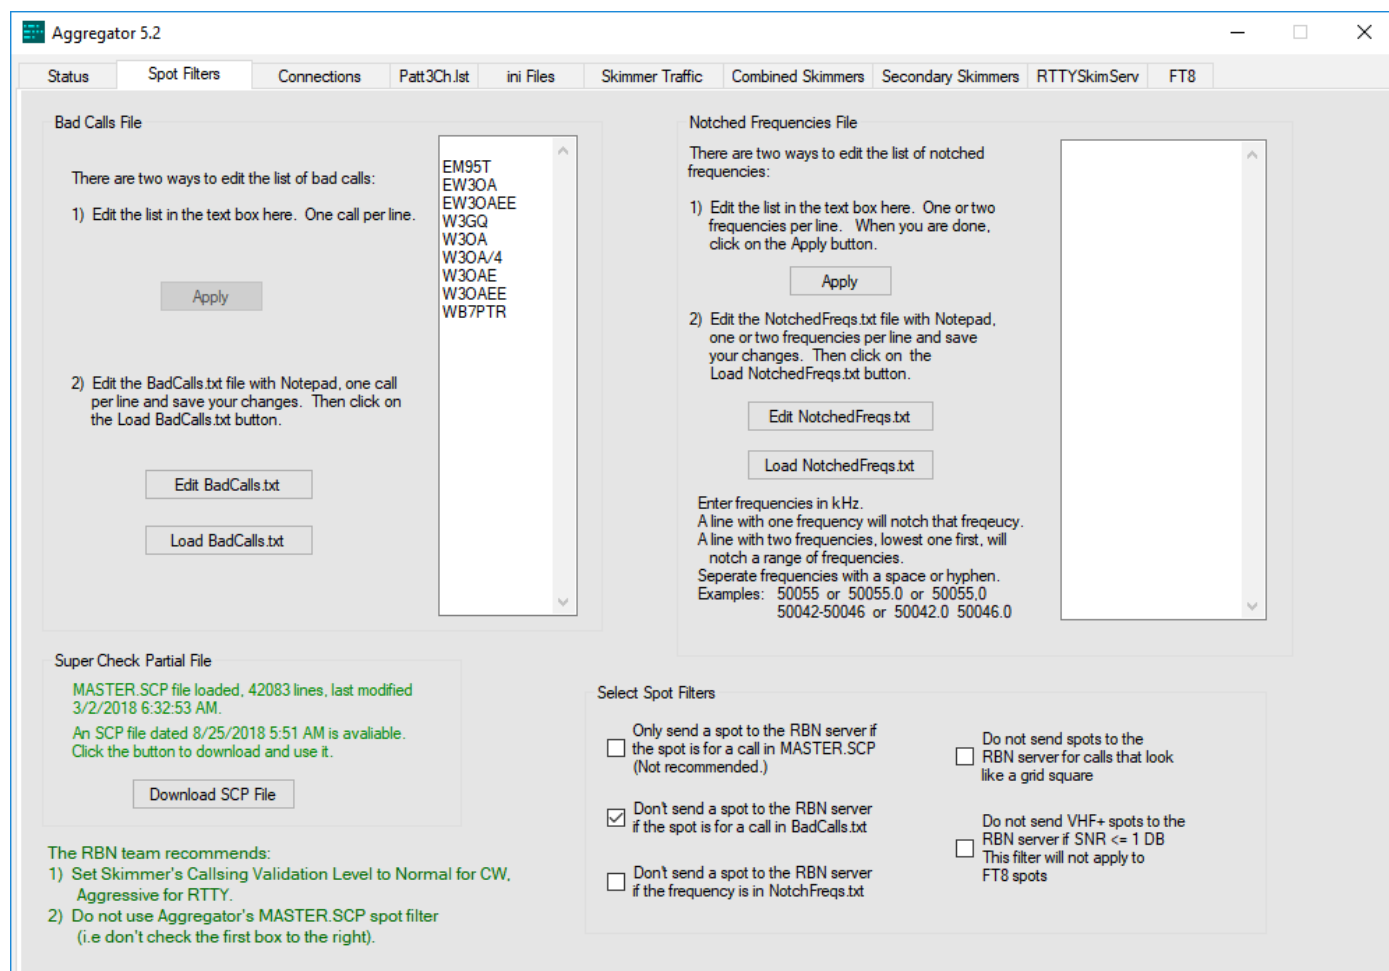 Aggregator 5.2
Status
Spot Filters
Connections
Patt3Ch.lst
ini Files
Skimmer Traffic
Combined Skimmers
Secondary Skimmers
RTTYSkimServ
FT8
Bad Calls File
There are two ways to edit the list of bad calls:
1) Edit the list in the text box here. One call per line.
Apply
2) Edit the BadCalls.txt file with Notepad, one call
per line and save your changes. Then click on
the Load BadCalls.txt button.
Edit BadCalls.txt
Load BadCalls.txt
EM95T
EW3OA
EW3OAEE
W3GQ
W3OA
W3OA/4
W3OAE
W3OAEE
WB7PTR
Notched Frequencies File
There are two ways to edit the list of notched
frequencies:
1) Edit the list in the text box here. One or two
frequencies per line. When you are done,
click on the Apply button.
Apply
2) Edit the NotchedFreqs.txt file with Notepad,
one or two frequencies per line and save
your changes. Then click on the
Load NotchedFreqs.txt button.
Edit NotchedFreqs.txt
Load NotchedFreqs.txt
Enter frequencies in kHz.
A line with one frequency will notch that freqeucy.
A line with two frequencies, lowest one first, will
notch a range of frequencies.
Seperate frequencies with a space or hyphen.
Examples: 50055 or 50055.0 or 50055,0
50042-50046 or 50042.0 50046.0
Super Check Partial File
MASTER.SCP file loaded, 42083 lines, last modified
3/2/2018 6:32:53 AM.
An SCP file dated 8/25/2018 5:51 AM is avaliable.
Click the button to download and use it.
Download SCP File
The RBN team recommends:
1) Set Skimmer's Callsing Validation Level to Normal for CW,
Aggressive for RTTY.
2) Do not use Aggregator's MASTER.SCP spot filter
(i.e don't check the first box to the right).
Select Spot Filters
Only send a spot to the RBN server if
the spot is for a call in MASTER.SCP
(Not recommended.)
Don't send a spot to the RBN server
if the spot is for a call in BadCalls.txt
Don't send a spot to the RBN server
if the frequency is in NotchFreqs.txt
Do not send spots to the
RBN server for calls that look
like a grid square
Do not send VHF+ spots to the
RBN server if SNR <= 1 DB
This filter will not apply to
FT8 spots